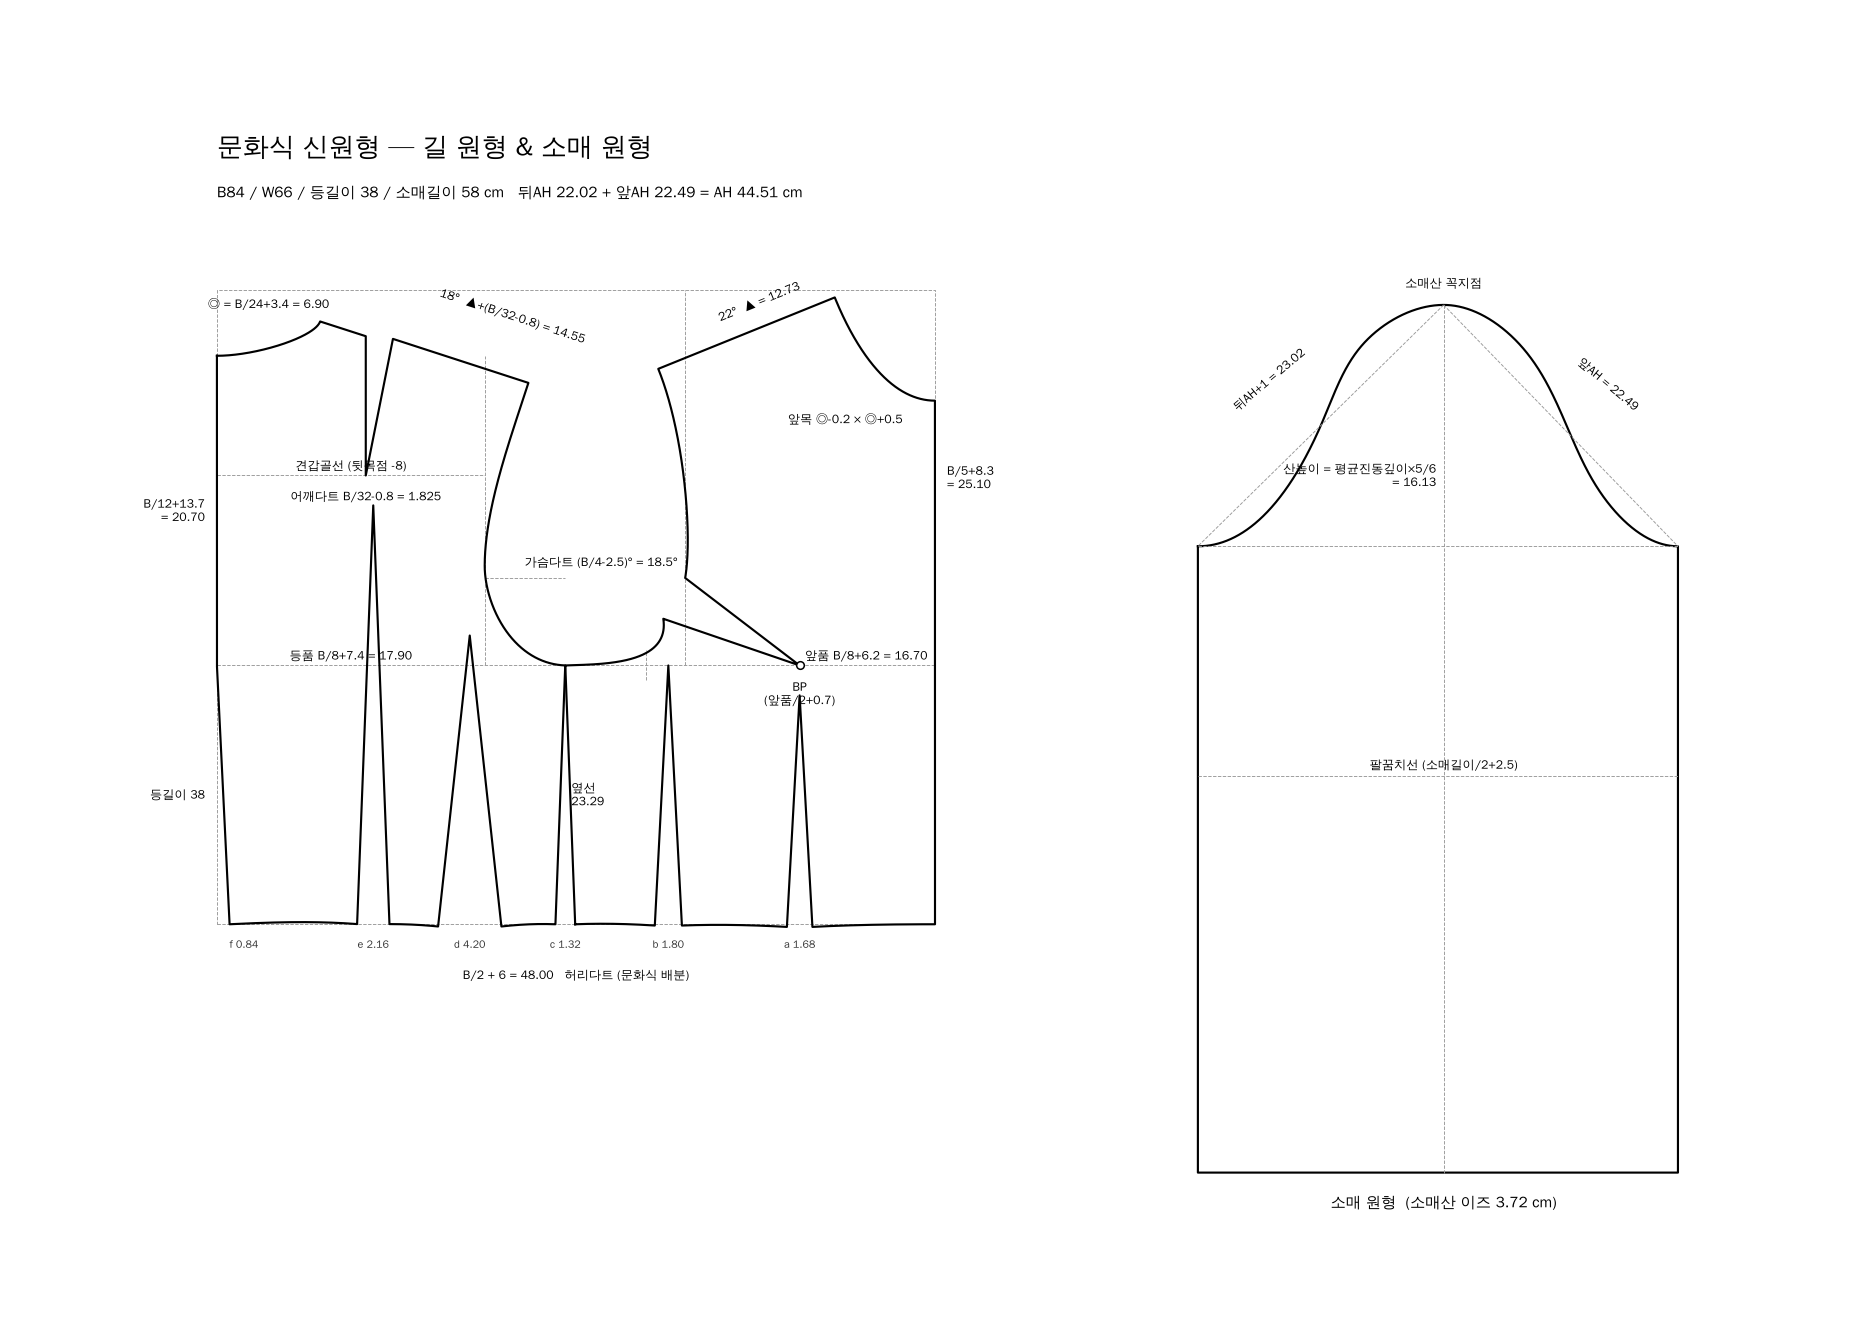 문화식 신원형 — 길 원형 & 소매 원형
B84 / W66 / 등길이 38 / 소매길이 58 cm 뒤AH 22.02 + 앞AH 22.49 = AH 44.51 cm
◎ = B/24+3.4 = 6.90
18° ▲+(B/32-0.8) = 14.55
22° ▲ = 12.73
앞목 ◎-0.2 × ◎+0.5
견갑골선 (뒷목점 -8)
어깨다트 B/32-0.8 = 1.825
B/12+13.7
= 20.70
B/5+8.3
= 25.10
가슴다트 (B/4-2.5)° = 18.5°
등품 B/8+7.4 = 17.90
앞품 B/8+6.2 = 16.70
BP
(앞품/2+0.7)
등길이 38
옆선
23.29
f 0.84
e 2.16
d 4.20
c 1.32
b 1.80
a 1.68
B/2 + 6 = 48.00 허리다트 (문화식 배분)
소매산 꼭지점
뒤AH+1 = 23.02
앞AH = 22.49
산높이 = 평균진동깊이×5/6
= 16.13
팔꿈치선 (소매길이/2+2.5)
소매 원형 (소매산 이즈 3.72 cm)